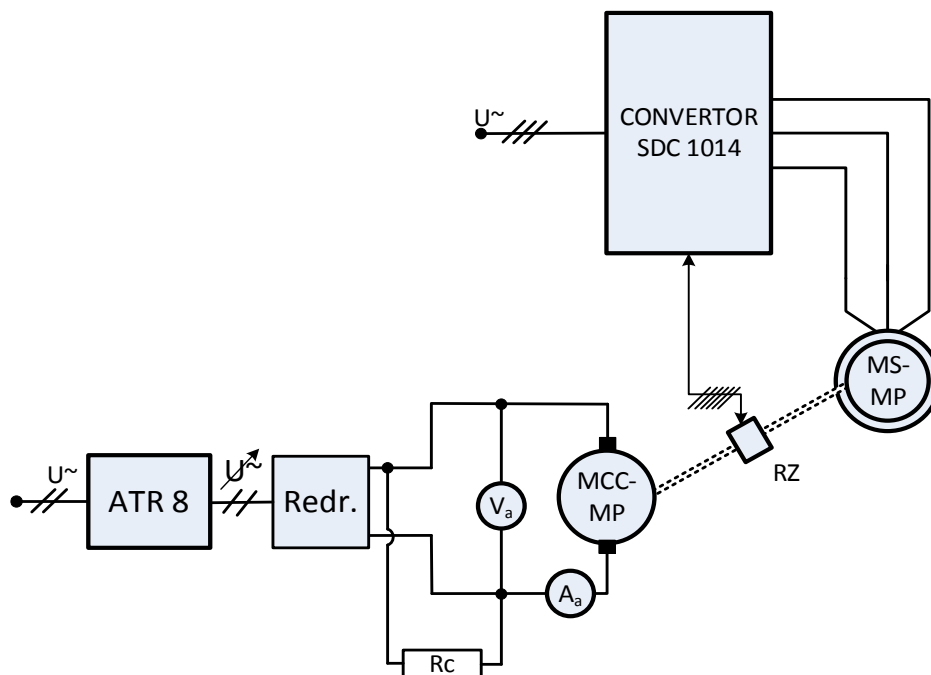 U~
CONVERTOR
SDC 1014
MS-
MP
RZ
U~
ATR 8
U~
Redr.
Va
MCC-
MP
Aa
Rc